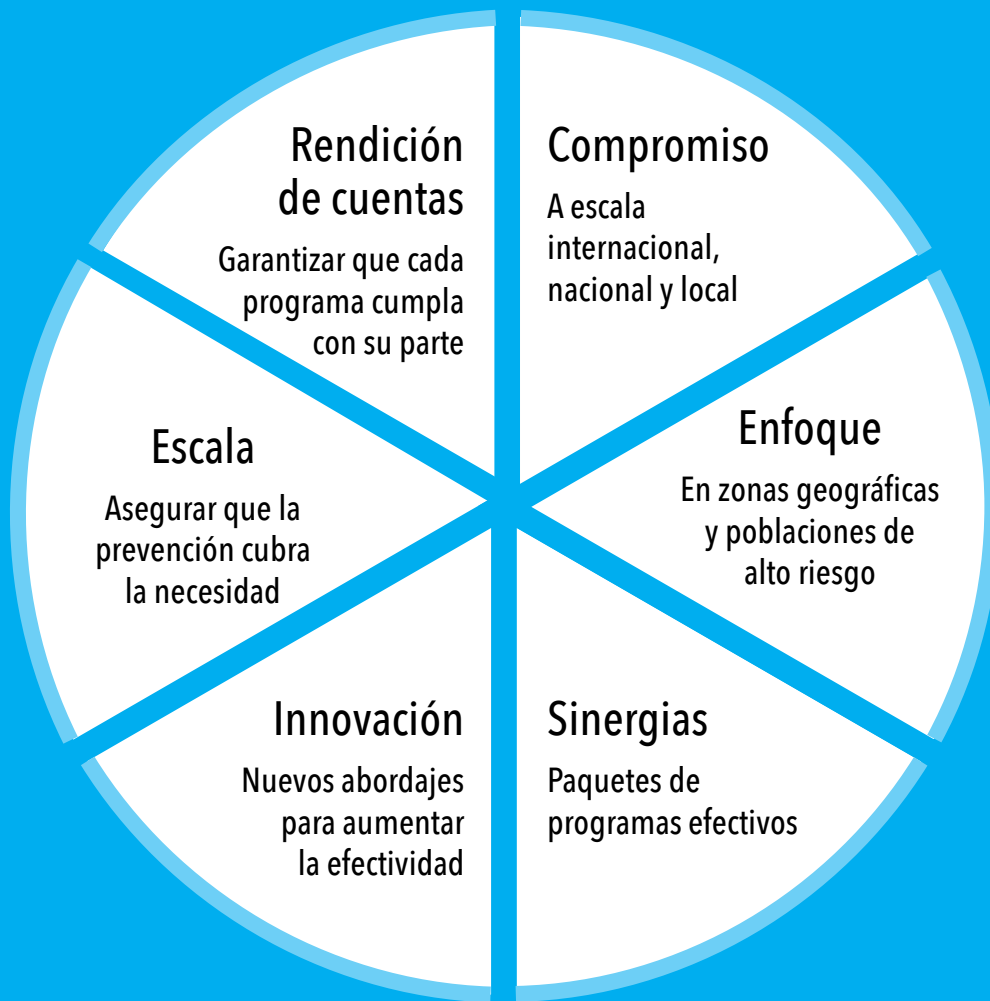 Rendición
de cuentas
Garantizar que cada
programa cumpla
con su parte
Compromiso
A escala
internacional,
nacional y local
Enfoque
En zonas geográficas
y poblaciones de
alto riesgo
Sinergias
Paquetes de
programas efectivos
Innovación
Nuevos abordajes
para aumentar
la efectividad
Escala
Asegurar que la
prevención cubra
la necesidad